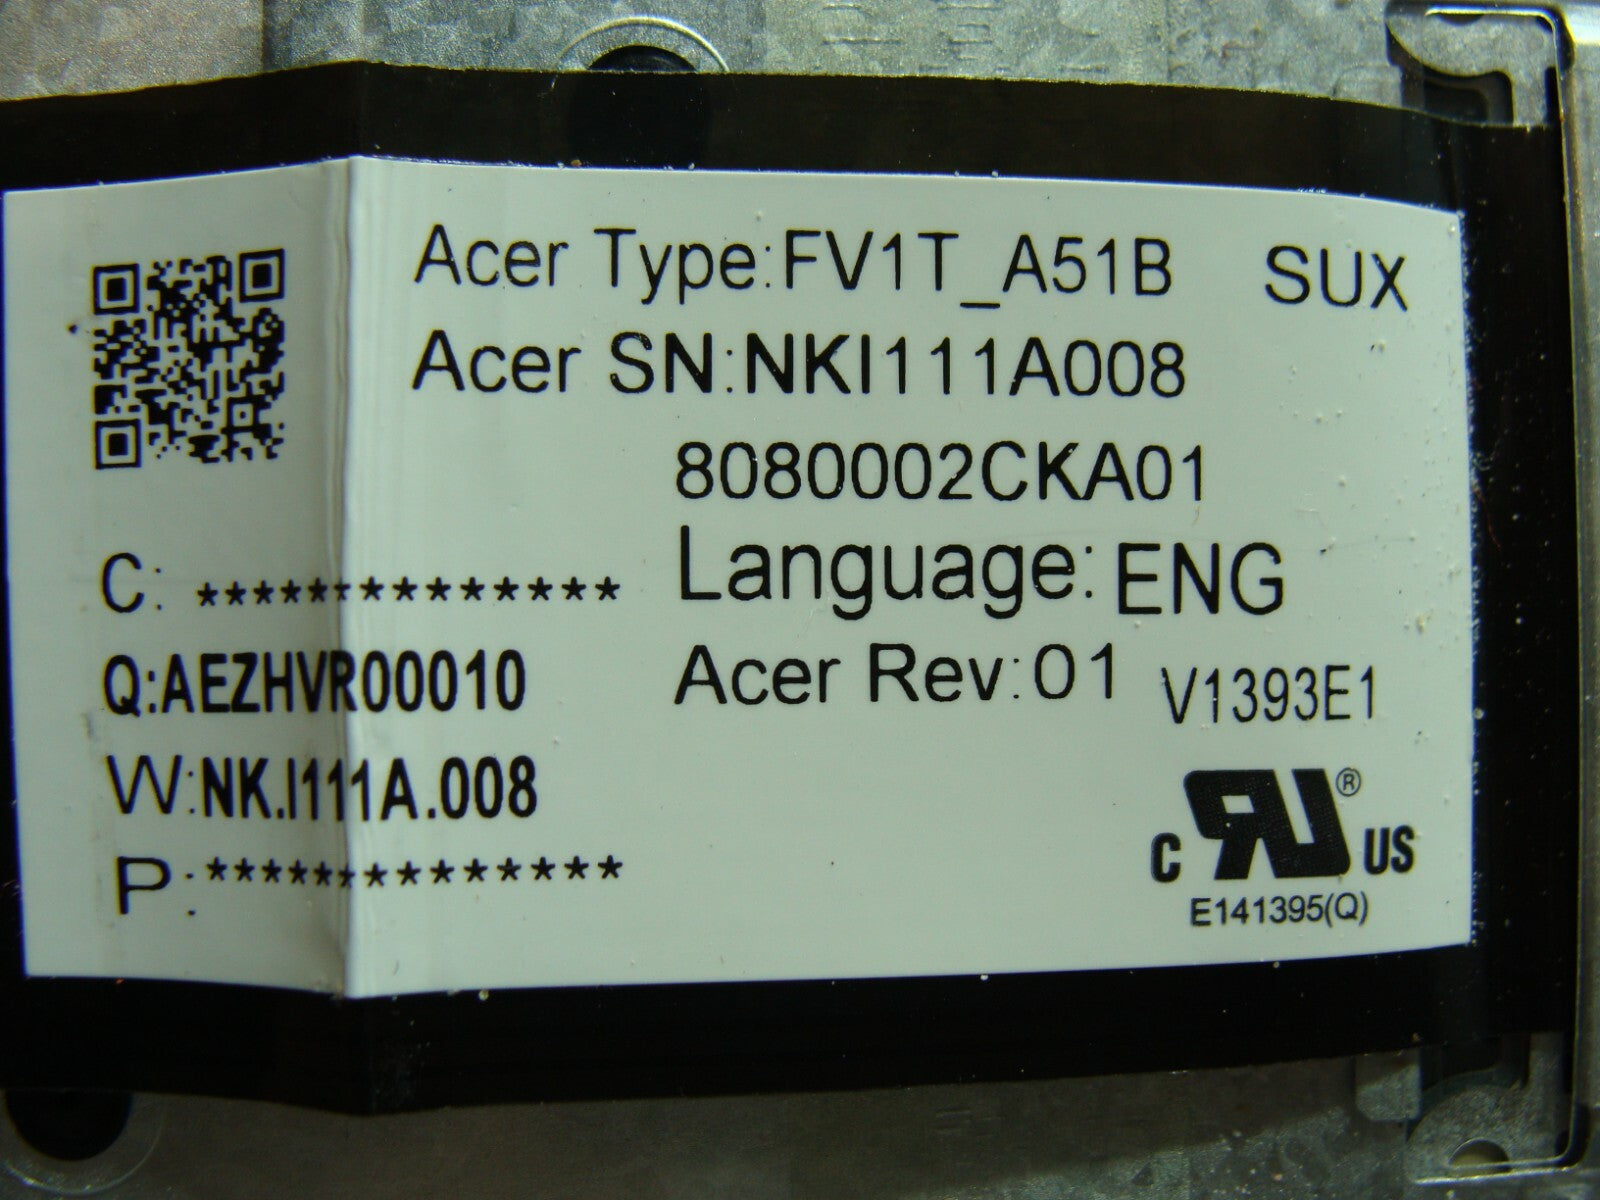 Acer Type:FV1T_A51B SUX
Acer SN:NKI111A008
8080002CKA01
C: **************
Language: ENG
Q:AEZHVR00010
Acer Rev:01 V1393E1
W:NK.I111A.008
P: **************
C RU ® US
E141395(Q)